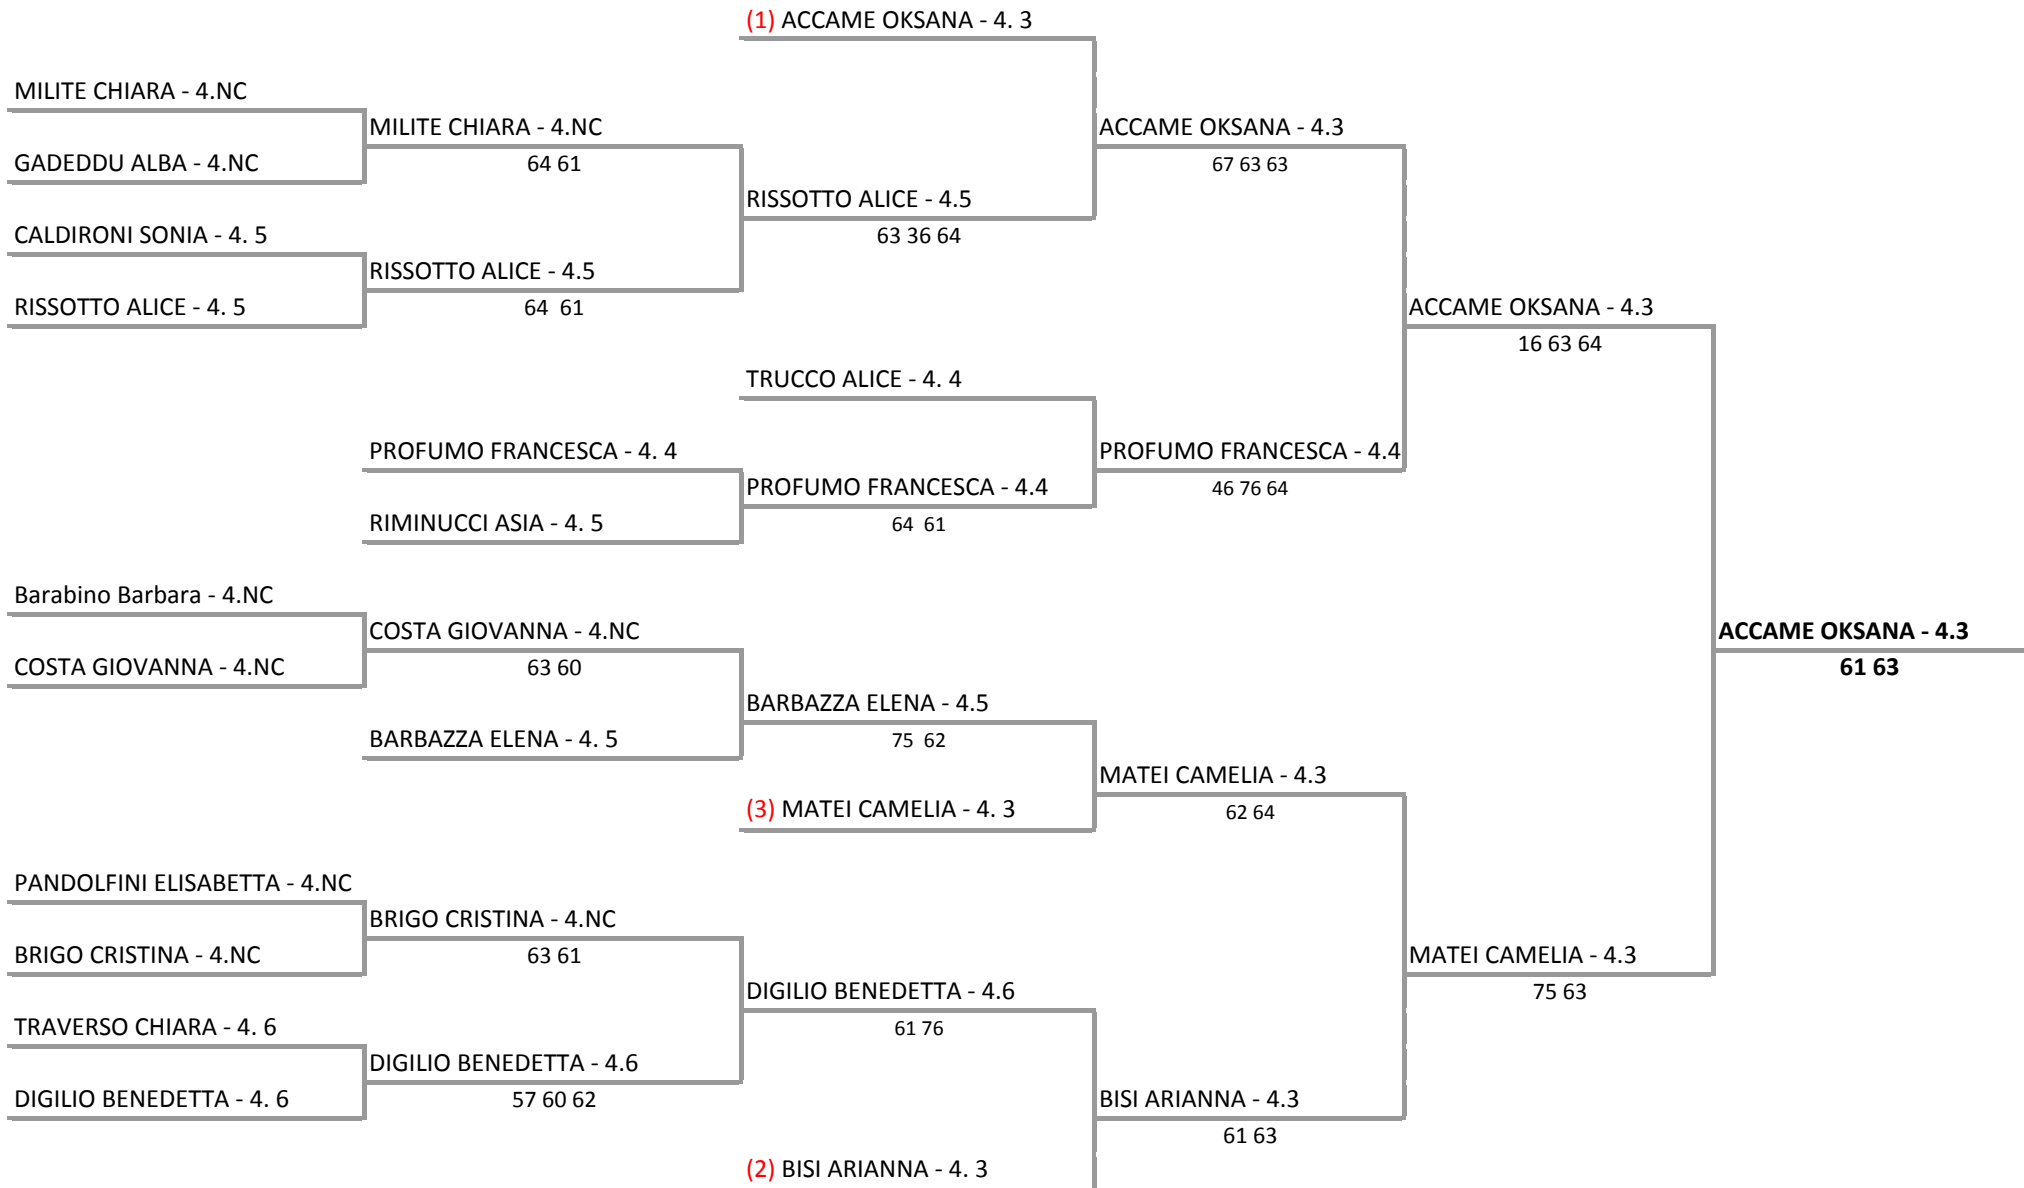 (1) ACCAME OKSANA - 4. 3
MILITE CHIARA - 4.NC
MILITE CHIARA - 4.NC
ACCAME OKSANA - 4.3
GADEDDU ALBA - 4.NC
64 61
67 63 63
RISSOTTO ALICE - 4.5
CALDIRONI SONIA - 4. 5
63 36 64
RISSOTTO ALICE - 4.5
RISSOTTO ALICE - 4. 5
64 61
ACCAME OKSANA - 4.3
16 63 64
TRUCCO ALICE - 4. 4
PROFUMO FRANCESCA - 4. 4
PROFUMO FRANCESCA - 4.4
PROFUMO FRANCESCA - 4.4
46 76 64
RIMINUCCI ASIA - 4. 5
64 61
Barabino Barbara - 4.NC
COSTA GIOVANNA - 4.NC
ACCAME OKSANA - 4.3
COSTA GIOVANNA - 4.NC
63 60
61 63
BARBAZZA ELENA - 4.5
BARBAZZA ELENA - 4. 5
75 62
MATEI CAMELIA - 4.3
(3) MATEI CAMELIA - 4. 3
62 64
PANDOLFINI ELISABETTA - 4.NC
BRIGO CRISTINA - 4.NC
BRIGO CRISTINA - 4.NC
63 61
MATEI CAMELIA - 4.3
DIGILIO BENEDETTA - 4.6
75 63
TRAVERSO CHIARA - 4. 6
61 76
DIGILIO BENEDETTA - 4.6
DIGILIO BENEDETTA - 4. 6
57 60 62
BISI ARIANNA - 4.3
61 63
(2) BISI ARIANNA - 4. 3